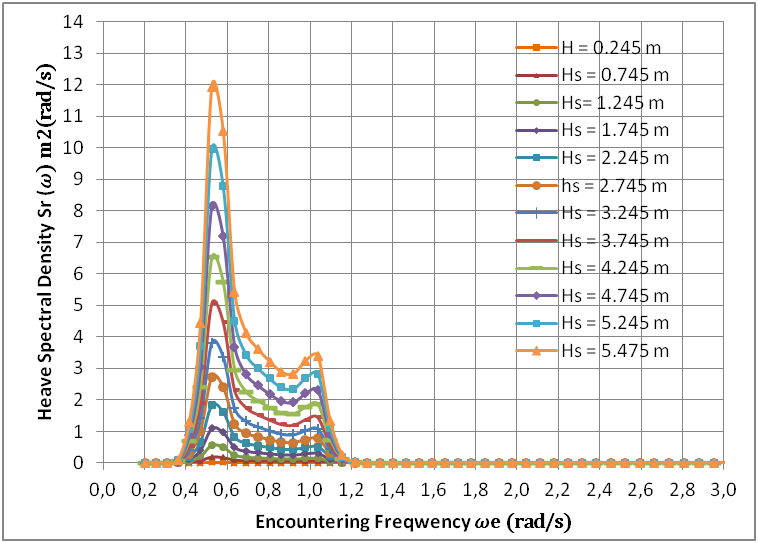 Heave Spectral Density Sr (ω) m2(rad/s)
14
13
12
11
10
9
8
7
6
5
4
3
2
1
0
H = 0.245 m
Hs = 0.745 m
Hs= 1.245 m
Hs = 1.745 m
Hs = 2.245 m
hs = 2.745 m
Hs = 3.245 m
Hs = 3.745 m
Hs = 4.245 m
Hs = 4.745 m
Hs = 5.245 m
Hs = 5.475 m
0,0 0,2 0,4 0,6 0,8 1,0 1,2 1,4 1,6 1,8 2,0 2,2 2,4 2,6 2,8 3,0
Encountering Freqwency ωe (rad/s)